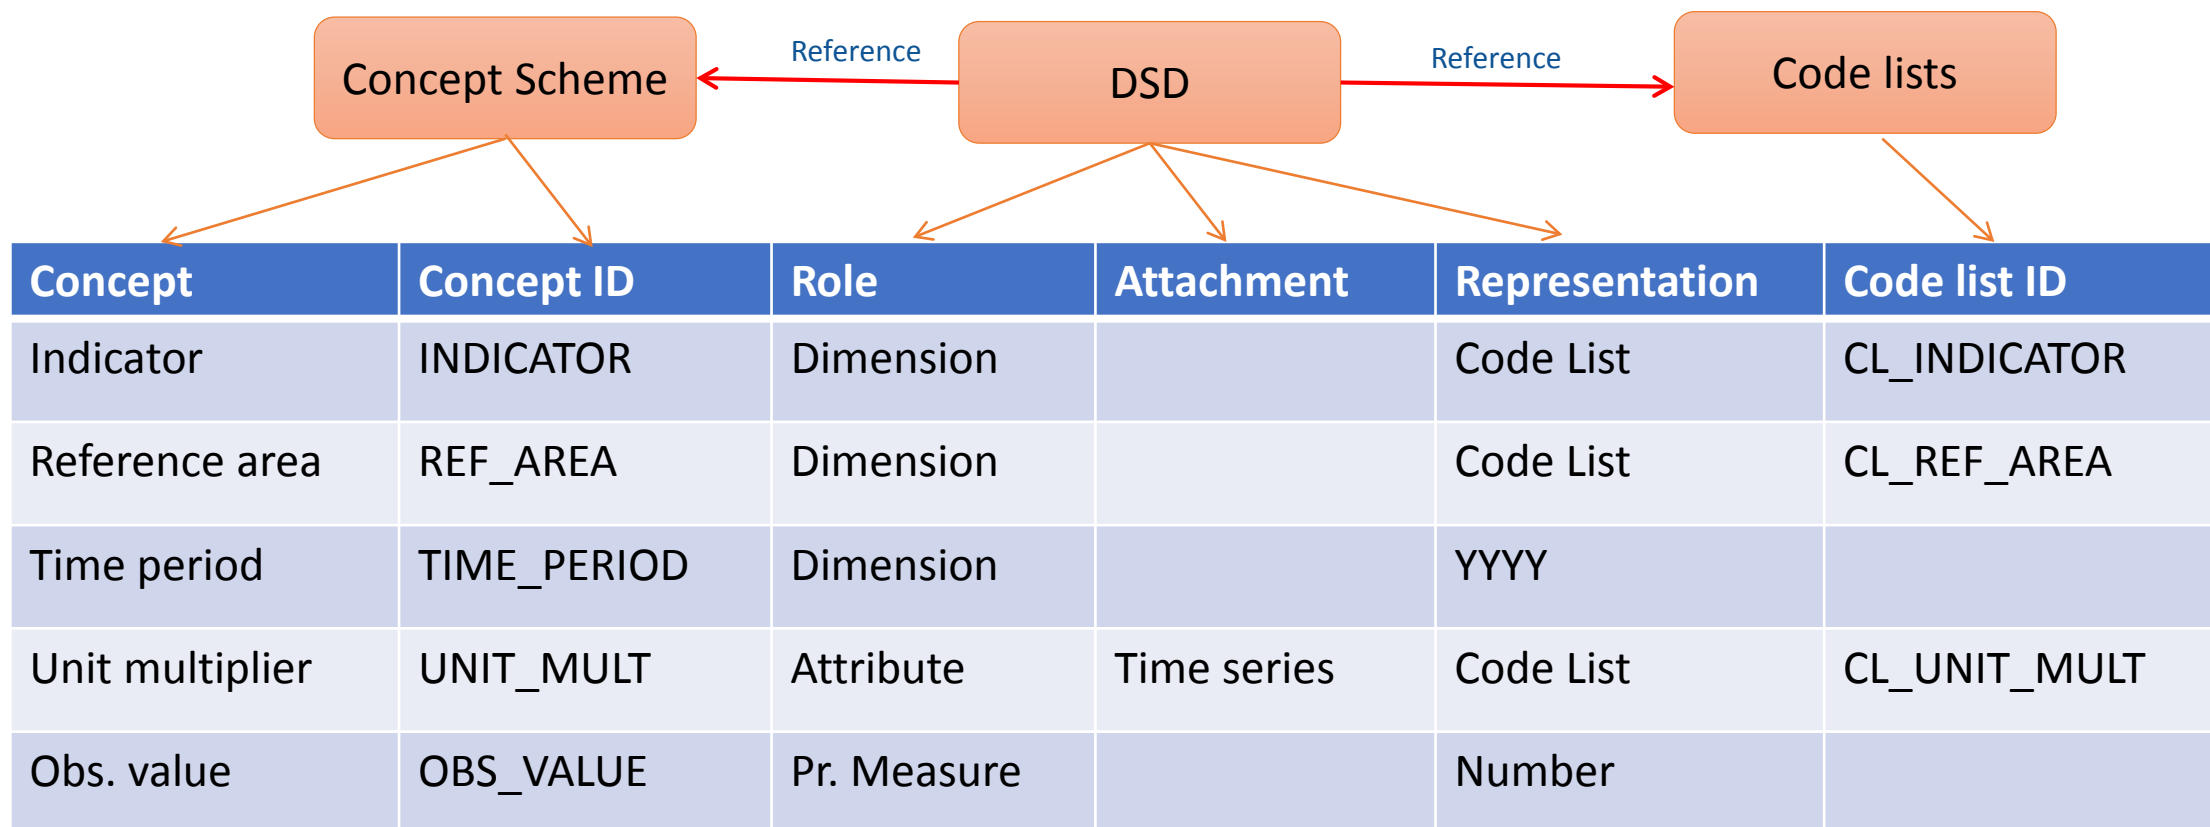 Concept Scheme
Reference
DSD
Reference
Code lists
Concept Concept ID Role Attachment Representation Code list ID
Indicator INDICATOR Dimension Code List CL_INDICATOR
Reference area REF_AREA Dimension Code List CL_REF_AREA
Time period TIME_PERIOD Dimension YYYY
Unit multiplier UNIT_MULT Attribute Time series Code List CL_UNIT_MULT
Obs. value OBS_VALUE Pr. Measure Number